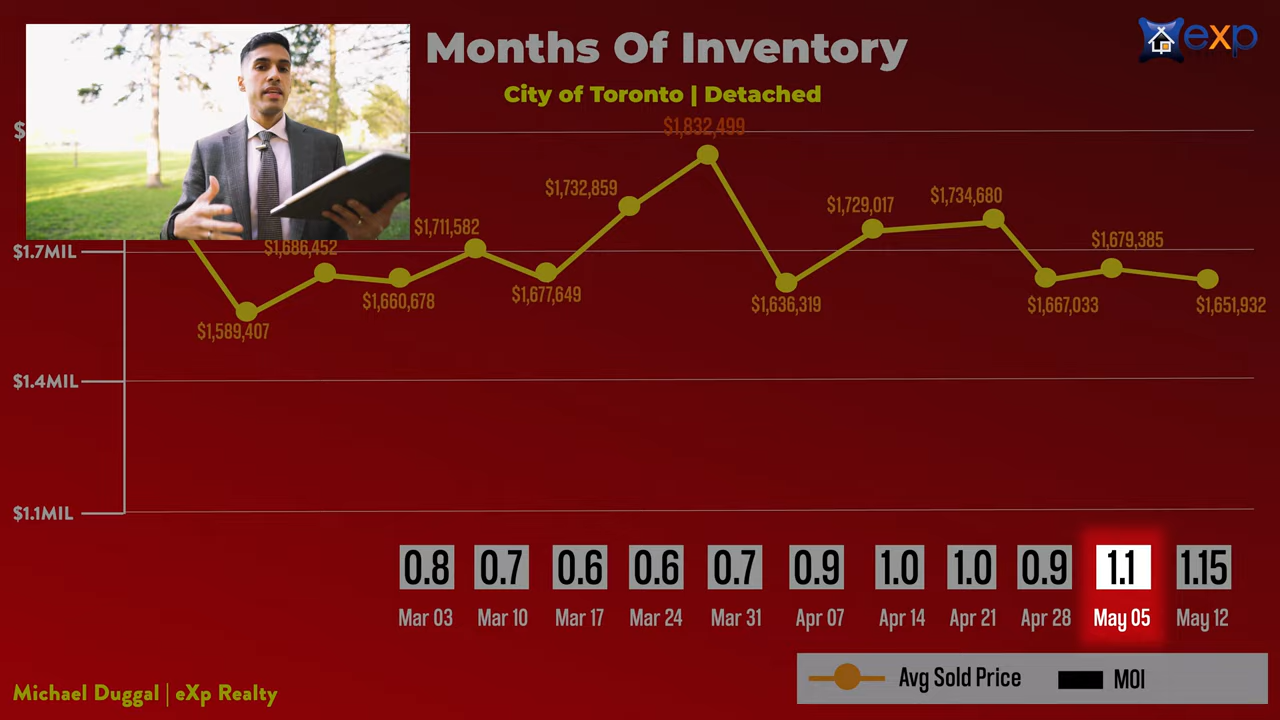 Months Of Inventory
exp
City of Toronto | Detached
$
$1,832,499
$1,732,859
$1,734,680
$1,729,017
$1,711,582
$1,686,452
$1,679,385
$1.7MIL
$1,677,649
$1,660,678
$1,636,319
$1,667,033
$1,651,932
$1,589,407
$1.4MIL
$1.1MIL
0.8 0.7 0.6 0.6 0.7 0.9 1.0 1.0 0.9 1.1 1.15
Mar 03 Mar 10 Mar 17 Mar 24 Mar 31 Apr 07 Apr 14 Apr 21 Apr 28 May 05 May 12
Avg Sold Price MOI
Michael Duggal | eXp Realty